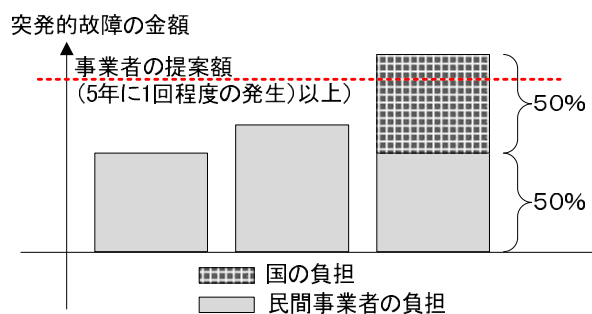 突発的故障の金額
事業者の提案額
（5年に1回程度の発生）以上）
50%
50%
国の負担
民間事業者の負担